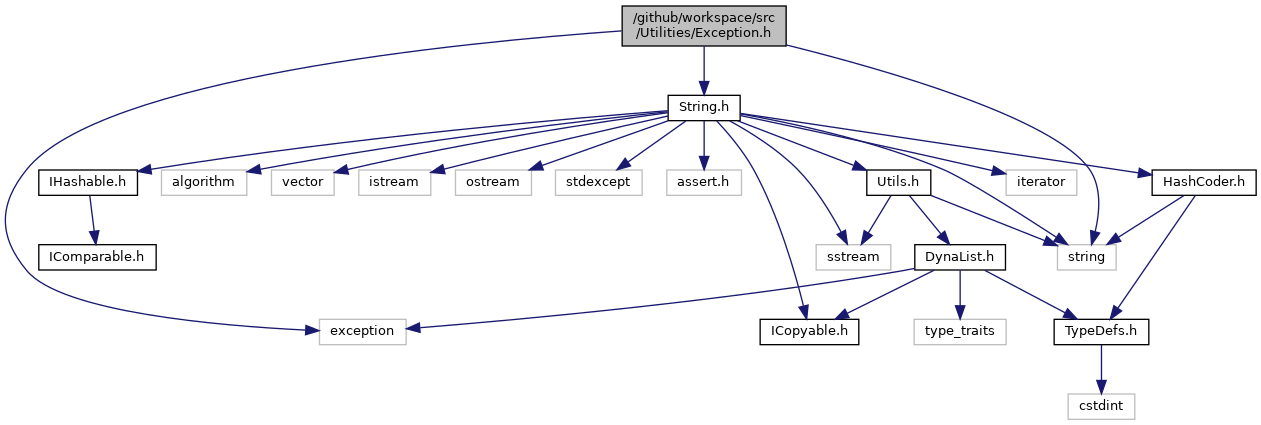 /github/workspace/src
/Utilities/Exception.h
String.h
IHashable.h
algorithm
vector
istream
ostream
stdexcept
assert.h
Utils.h
iterator
HashCoder.h
IComparable.h
sstream
DynaList.h
string
exception
ICopyable.h
type_traits
TypeDefs.h
cstdint